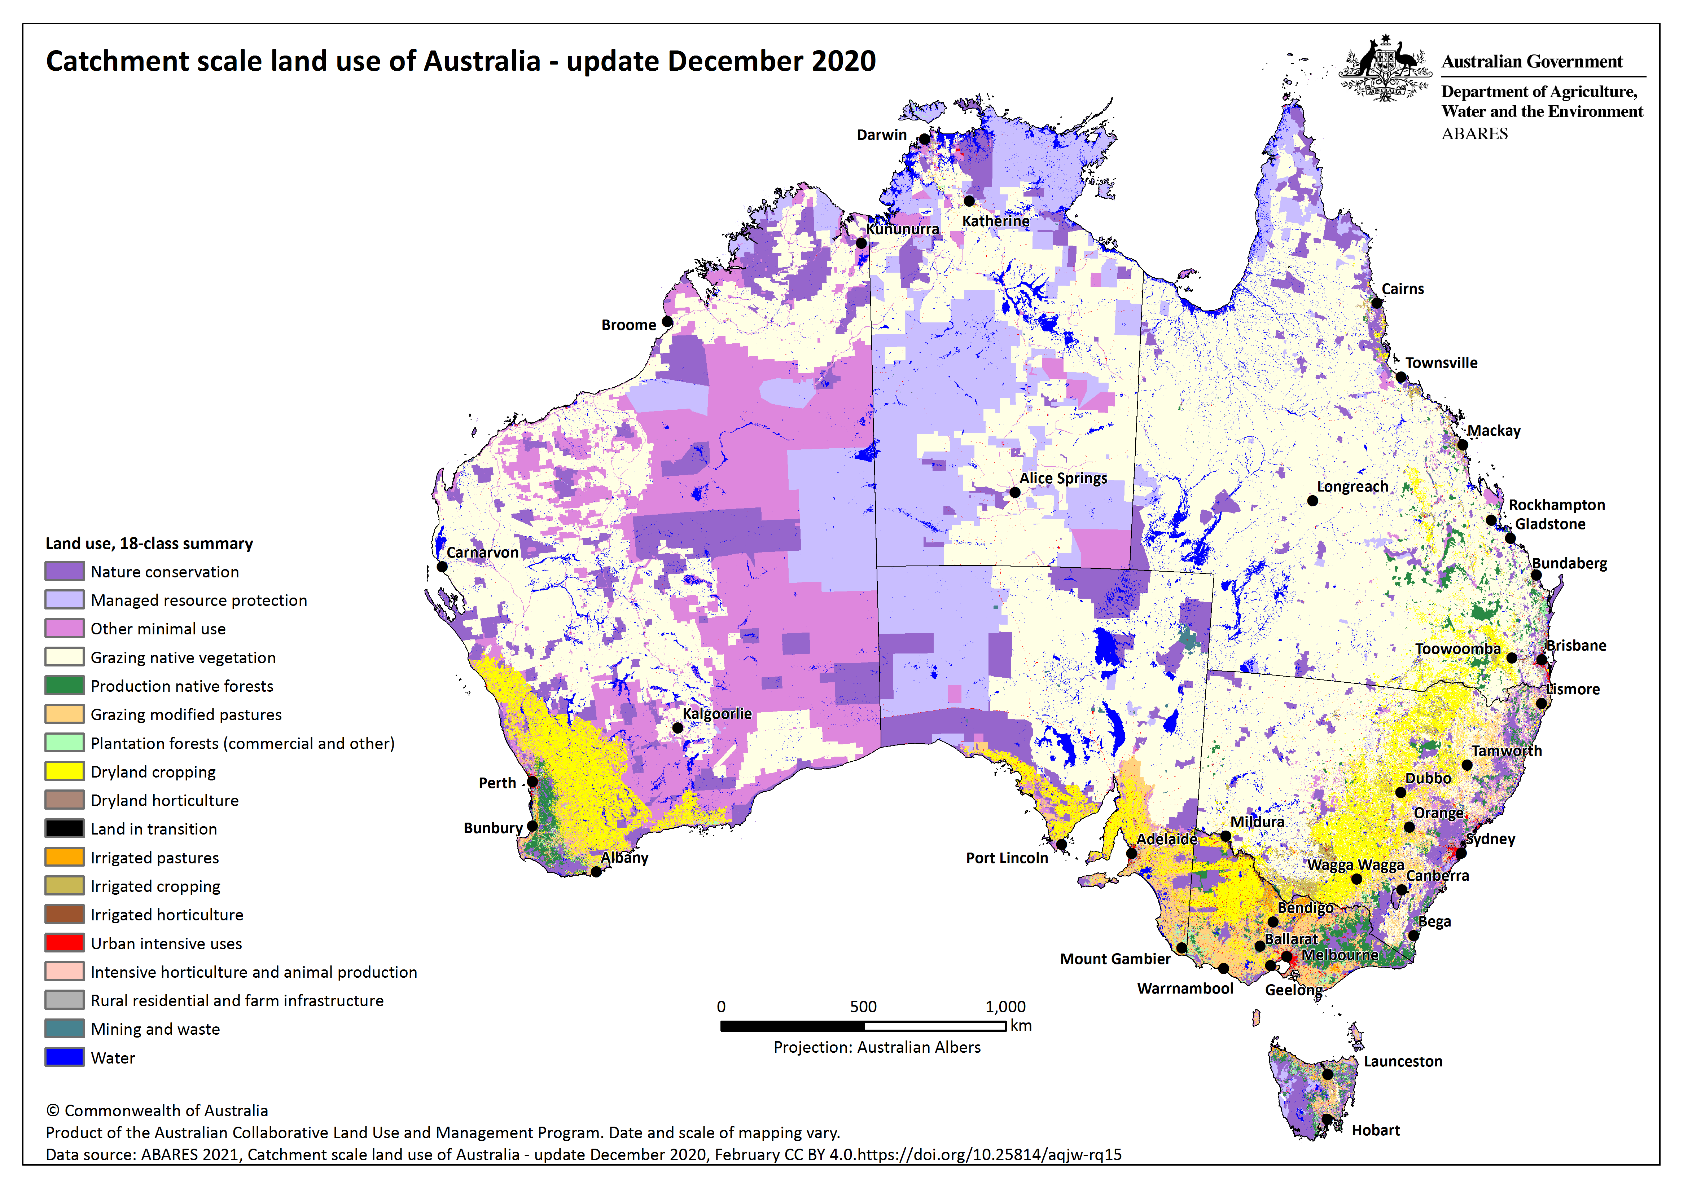 Catchment scale land use of Australia - update December 2020
Australian Government
Department of Agriculture,
Water and the Environment
ABARES
Darwin
Katherine
Kununurra
Cairns
Broome
Townsville
Mackay
Alice Springs
Longreach
Rockhampton
Gladstone
Carnarvon
Bundaberg
Toowoomba
Brisbane
Lismore
Kalgoorlie
Tamworth
Perth
Dubbo
Orange
Bunbury
Mildura
Sydney
Adelaide
Albany
Port Lincoln
Wagga Wagga
Canberra
Bendigo
Bega
Ballarat
Mount Gambier
Melbourne
Warrnambool
Geelong
Launceston
Hobart
Land use, 18-class summary
Nature conservation
Managed resource protection
Other minimal use
Grazing native vegetation
Production native forests
Grazing modified pastures
Plantation forests (commercial and other)
Dryland cropping
Dryland horticulture
Land in transition
Irrigated pastures
Irrigated cropping
Irrigated horticulture
Urban intensive uses
Intensive horticulture and animal production
Rural residential and farm infrastructure
Mining and waste
Water
0 500 1,000
km
Projection: Australian Albers
© Commonwealth of Australia
Product of the Australian Collaborative Land Use and Management Program. Date and scale of mapping vary.
Data source: ABARES 2021, Catchment scale land use of Australia - update December 2020, February CC BY 4.0.https://doi.org/10.25814/aqjw-rq15